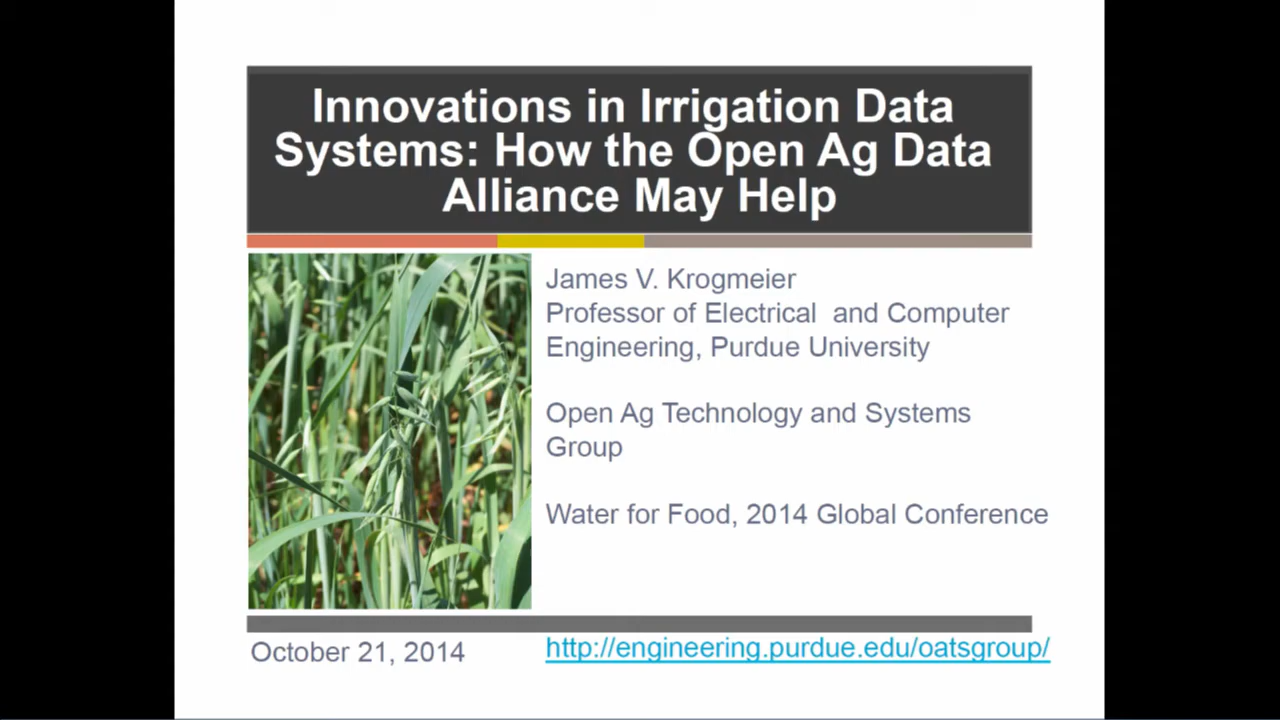 Innovations in Irrigation Data
Systems: How the Open Ag Data
Alliance May Help
James V. Krogmeier
Professor of Electrical and Computer
Engineering, Purdue University
Open Ag Technology and Systems
Group
Water for Food, 2014 Global Conference
October 21, 2014
http://engineering.purdue.edu/oatsgroup/